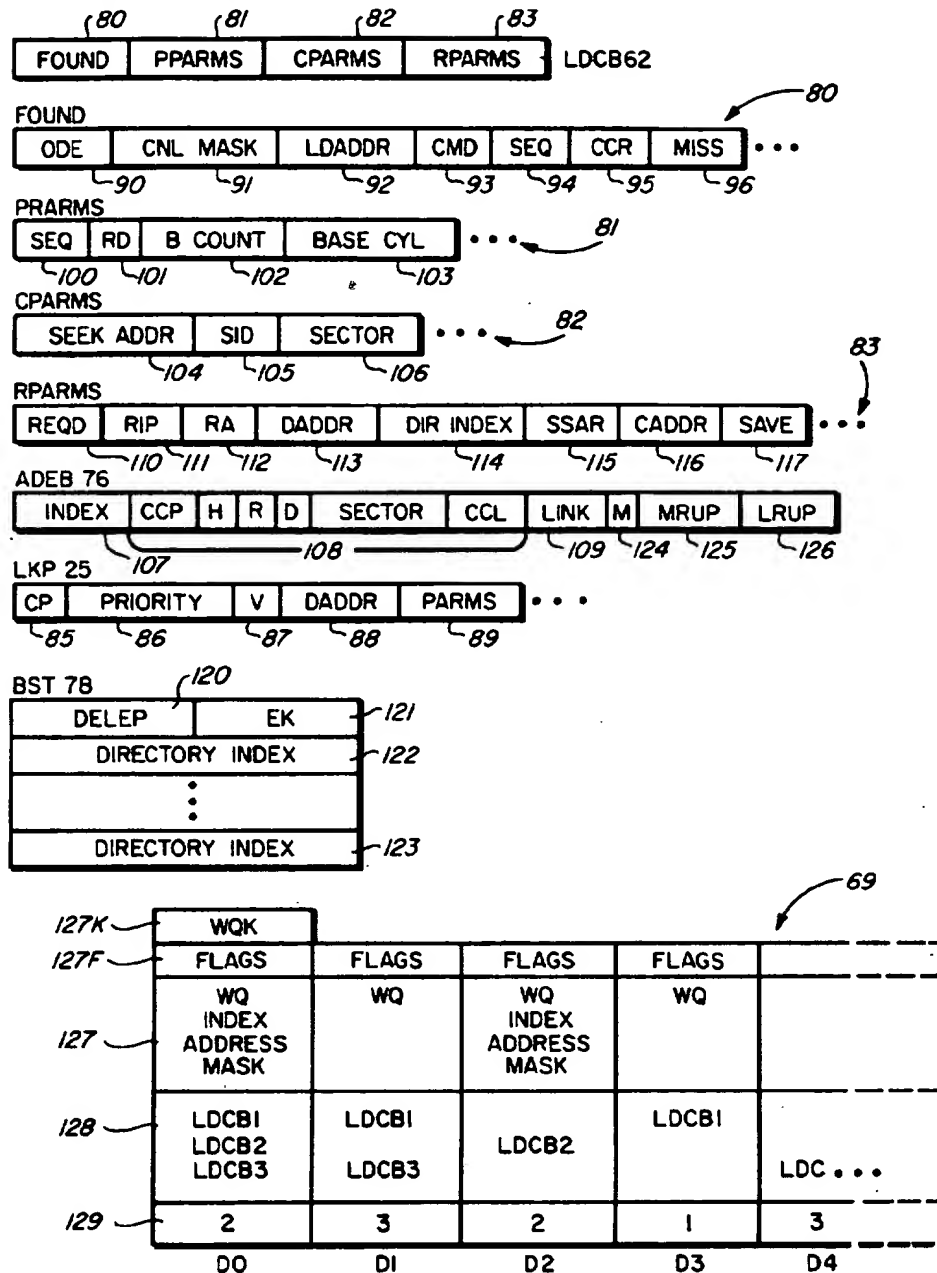 80 81 82 83
FOUND PPARMS CPARMS RPARMS LDCB62
FOUND 80
ODE CNL MASK LDADDR CMD SEQ CCR MISS •••
90 91 92 93 94 95 96
PRARMS
SEQ RD B COUNT BASE CYL ••• 81
100 101 102 103
CPARMS
SEEK ADDR SID SECTOR ••• 82
104 105 106
83
RPARMS
REQD RIP RA DADDR DIR INDEX SSAR CADDR SAVE •••
110 111 112 113 114 115 116 117
ADEB 76
INDEX CCP H R D SECTOR CCL LINK M MRUP LRUP
107 108 109 124 125 126
LKP 25
CP PRIORITY V DADDR PARMS •••
85 86 87 88 89
BST 78 120
DELEP EK 121
DIRECTORY INDEX 122
•••
DIRECTORY INDEX 123
69
127K WQK
127F FLAGS FLAGS FLAGS FLAGS
WQ WQ WQ WQ
INDEX INDEX
127 ADDRESS ADDRESS
MASK MASK
128 LDCB1 LDCB1 LDCB1
LDCB2 LDCB2
LDCB3 LDCB3 LDC •••
129 2 3 2 1 3
D0 D1 D2 D3 D4